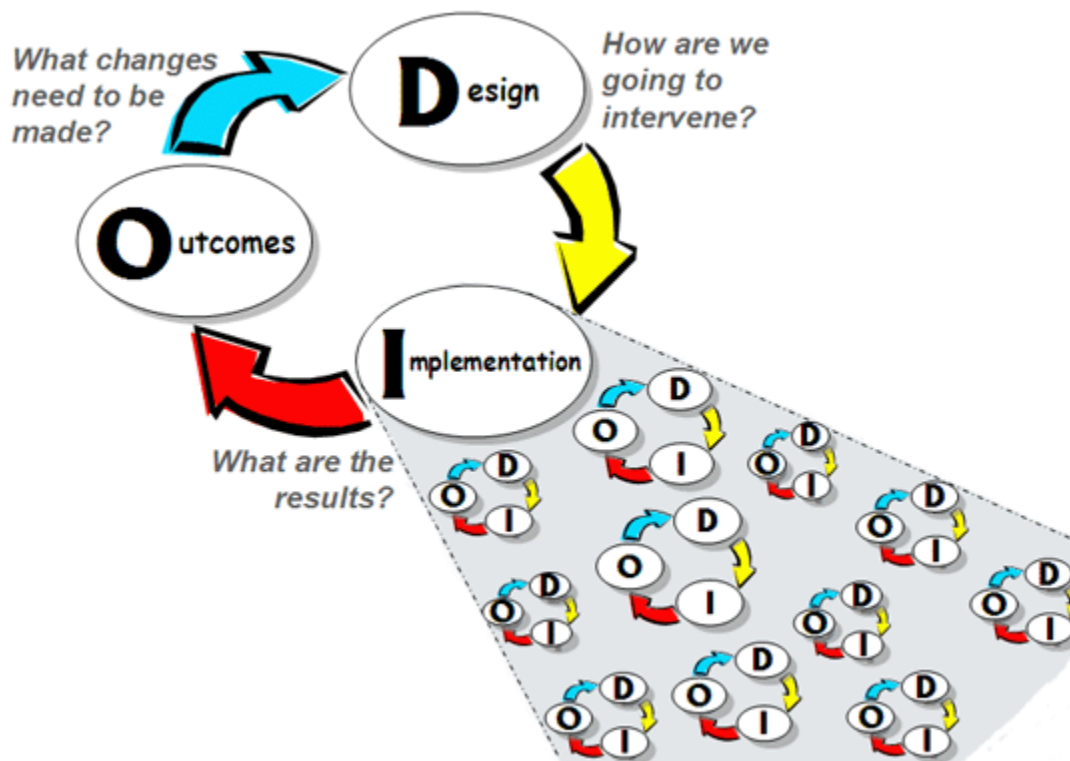 What changes
need to be
made?
Design
How are we
going to
intervene?
Outcomes
Implementation
What are the
results?
D
O
I
D
O
I
D
O
I
D
O
I
D
O
I
D
O
I
D
O
I
D
O
I
D
O
I
D
O
I
D
O
I